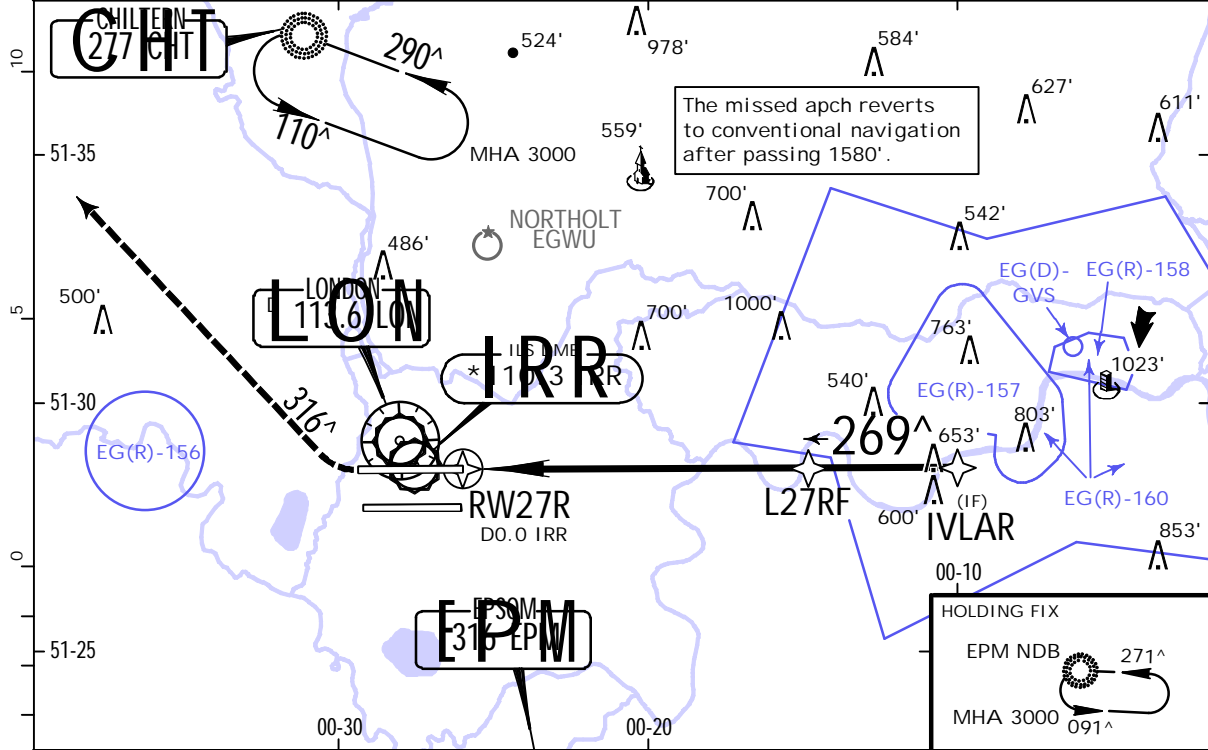 CHILTERN
277 CHT
CHT
290^
110^
MHA 3000
524'
978'
584'
627'
611'
559'
The missed apch reverts
to conventional navigation
after passing 1580'.
10
51-35
700'
542'
NORTHOLT
EGWU
486'
500'
LONDON
D 113.6 LON
LON
ILS DME
*110.3 IRR
IRR
700'
1000'
EG(D)-
GVS
EG(R)-158
763'
1023'
5
51-30
540'
EG(R)-157
803'
316^
EG(R)-156
269^
653'
RW27R
D0.0 IRR
L27RF
600'
(IF)
IVLAR
EG(R)-160
853'
0
00-10
EPSOM
316 EPM
EPM
51-25
00-30
00-20
HOLDING FIX
EPM NDB
271^
MHA 3000
091^